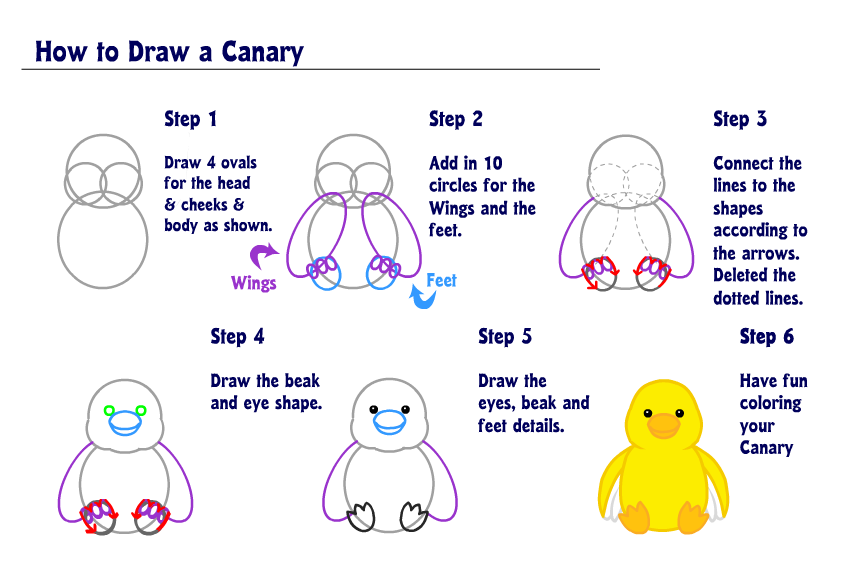 How to Draw a Canary
Step 1
Draw 4 ovals
for the head
& cheeks &
body as shown.
Step 2
Add in 10
circles for the
Wings and the
feet.
Wings
Feet
Step 3
Connect the
lines to the
shapes
according to
the arrows.
Deleted the
dotted lines.
Step 4
Draw the beak
and eye shape.
Step 5
Draw the
eyes, beak and
feet details.
Step 6
Have fun
coloring
your
Canary